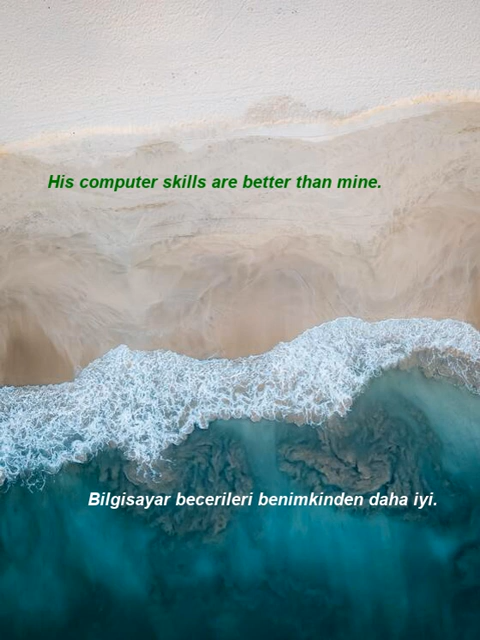 His computer skills are better than mine.
Bilgisayar becerileri benimkinden daha iyi.